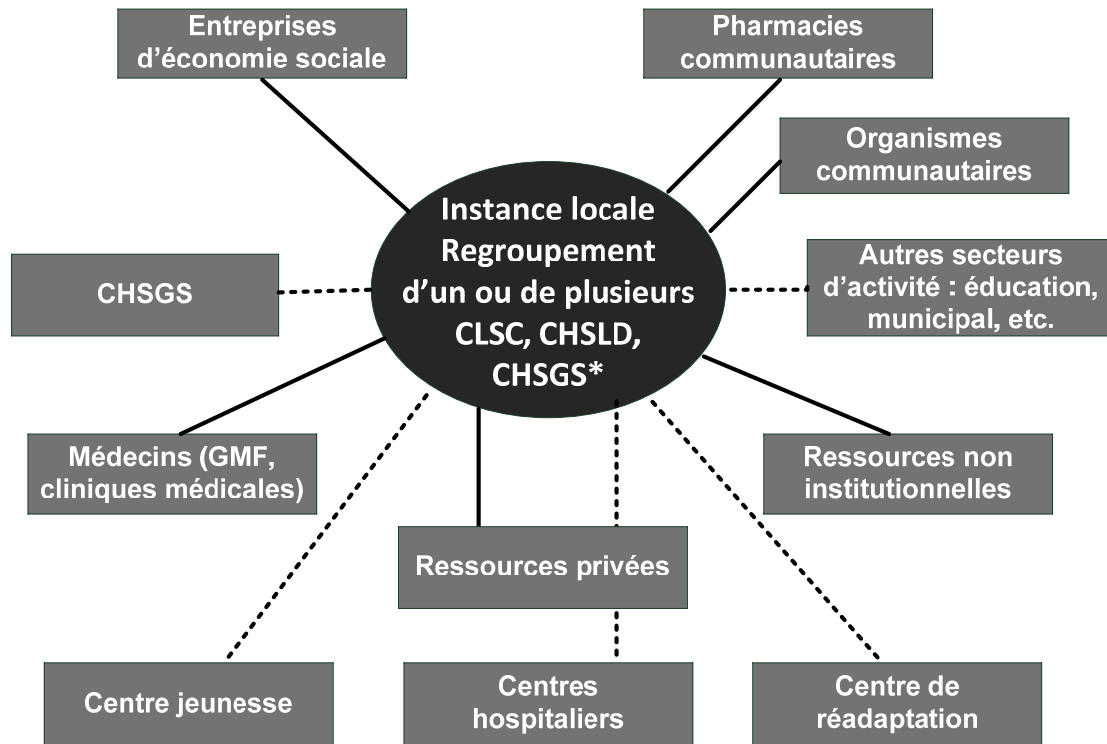 Entreprises
d’économie sociale
Pharmacies
communautaires
Organismes
communautaires
Instance locale
Regroupement
d’un ou de plusieurs
CLSC, CHSLD,
CHSGS*
CHSGS
Autres secteurs
d’activité : éducation,
municipal, etc.
Médecins (GMF,
cliniques médicales)
Ressources non
institutionnelles
Ressources privées
Centre jeunesse
Centres
hospitaliers
Centre de
réadaptation